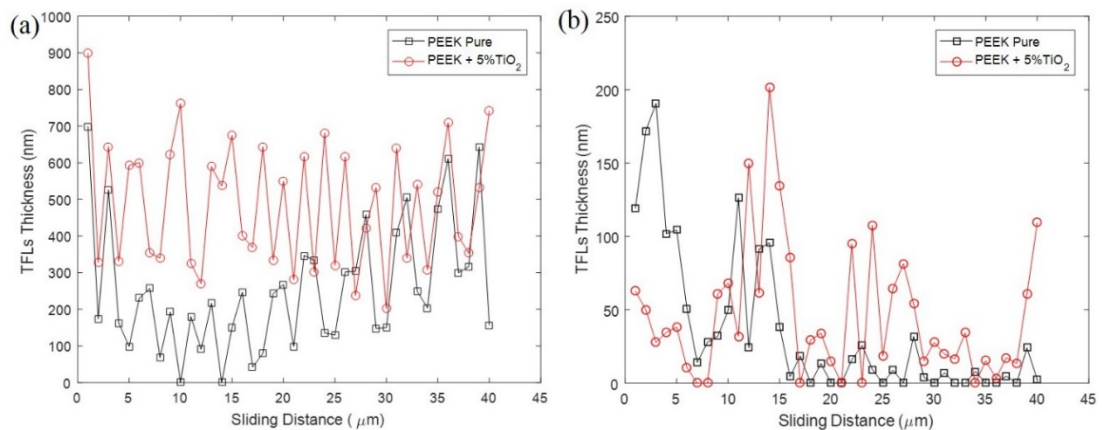 (a)
1000
900
800
700
600
500
400
300
200
100
0
TFLs Thickness (nm)
PEEK Pure
PEEK + 5%TiO2
0 5 10 15 20 25 30 35 40 45
Sliding Distance ( μm)
(b)
250
200
150
100
50
0
TFLs Thickness (nm)
PEEK Pure
PEEK + 5%TiO2
0 5 10 15 20 25 30 35 40 45
Sliding Distance (μm)